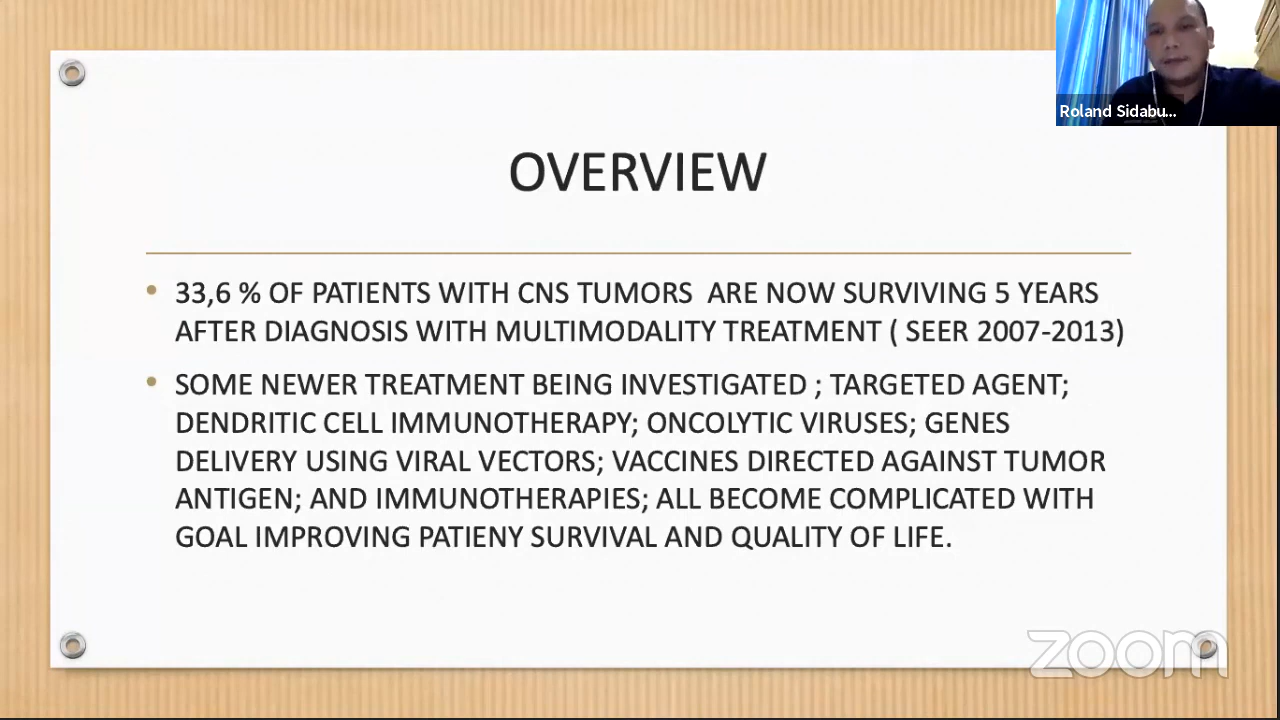 Roland Sidabu...
OVERVIEW
• 33,6 % OF PATIENTS WITH CNS TUMORS ARE NOW SURVIVING 5 YEARS
AFTER DIAGNOSIS WITH MULTIMODALITY TREATMENT ( SEER 2007-2013)
• SOME NEWER TREATMENT BEING INVESTIGATED ; TARGETED AGENT;
DENDRITIC CELL IMMUNOTHERAPY; ONCOLYTIC VIRUSES; GENES
DELIVERY USING VIRAL VECTORS; VACCINES DIRECTED AGAINST TUMOR
ANTIGEN; AND IMMUNOTHERAPIES; ALL BECOME COMPLICATED WITH
GOAL IMPROVING PATIENY SURVIVAL AND QUALITY OF LIFE.
zoom